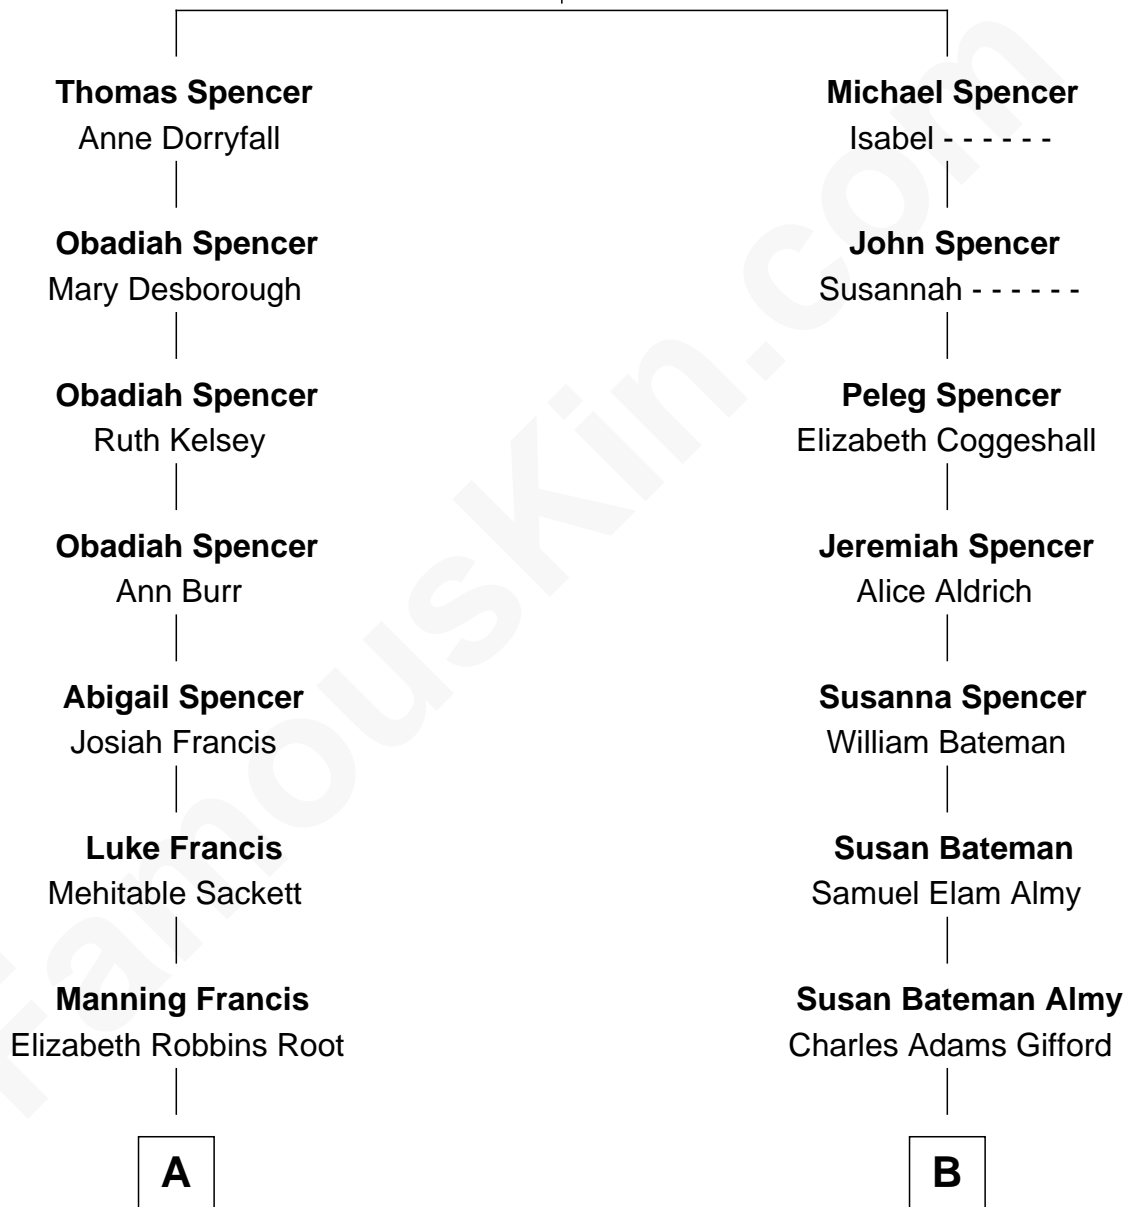 Thomas Spencer
Anne Dorryfall
Obadiah Spencer
Mary Desborough
Obadiah Spencer
Ruth Kelsey
Obadiah Spencer
Ann Burr
Abigail Spencer
Josiah Francis
Luke Francis
Mehitable Sackett
Manning Francis
Elizabeth Robbins Root
A
Michael Spencer
Isabel - - - - - -
John Spencer
Susannah - - - - - -
Peleg Spencer
Elizabeth Coggeshall
Jeremiah Spencer
Alice Aldrich
Susanna Spencer
William Bateman
Susan Bateman
Samuel Elam Almy
Susan Bateman Almy
Charles Adams Gifford
B
FamousKin.com